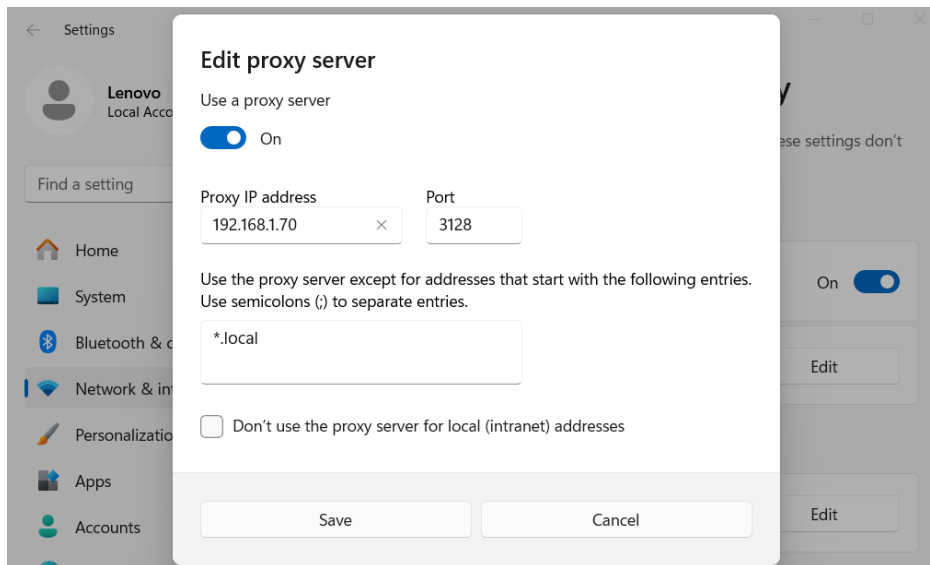 Settings
Lenovo
Local Acco
Find a setting
Home
System
Bluetooth & d
Network & int
Personalizatio
Apps
Accounts
Edit proxy server
Use a proxy server
On
Proxy IP address
Port
192.168.1.70
3128
Use the proxy server except for addresses that start with the following entries.
Use semicolons (;) to separate entries.
*.local
Don't use the proxy server for local (intranet) addresses
Save
Cancel
y
ese settings don't
On
Edit
Edit